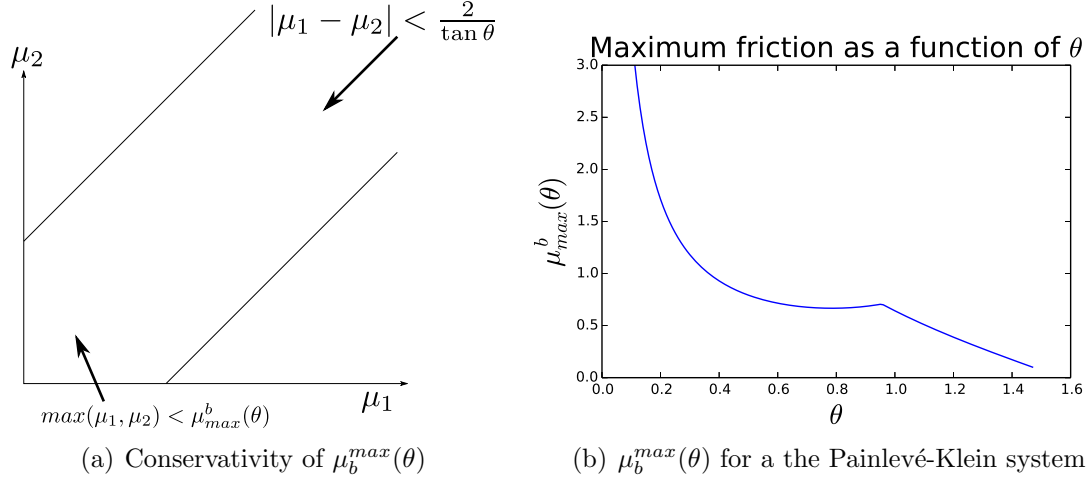 |μ₁ − μ₂| < 2 / tan θ
μ₂
μ₁
max(μ₁, μ₂) < μᵇₘₐₓ(θ)
(a) Conservativity of μ_b^{max}(θ)
Maximum friction as a function of θ
3.0
2.5
2.0
1.5
1.0
0.5
0.0
μ^b_{max}(θ)
0.0 0.2 0.4 0.6 0.8 1.0 1.2 1.4 1.6
θ
(b) μ_b^{max}(θ) for a the Painlevé-Klein system